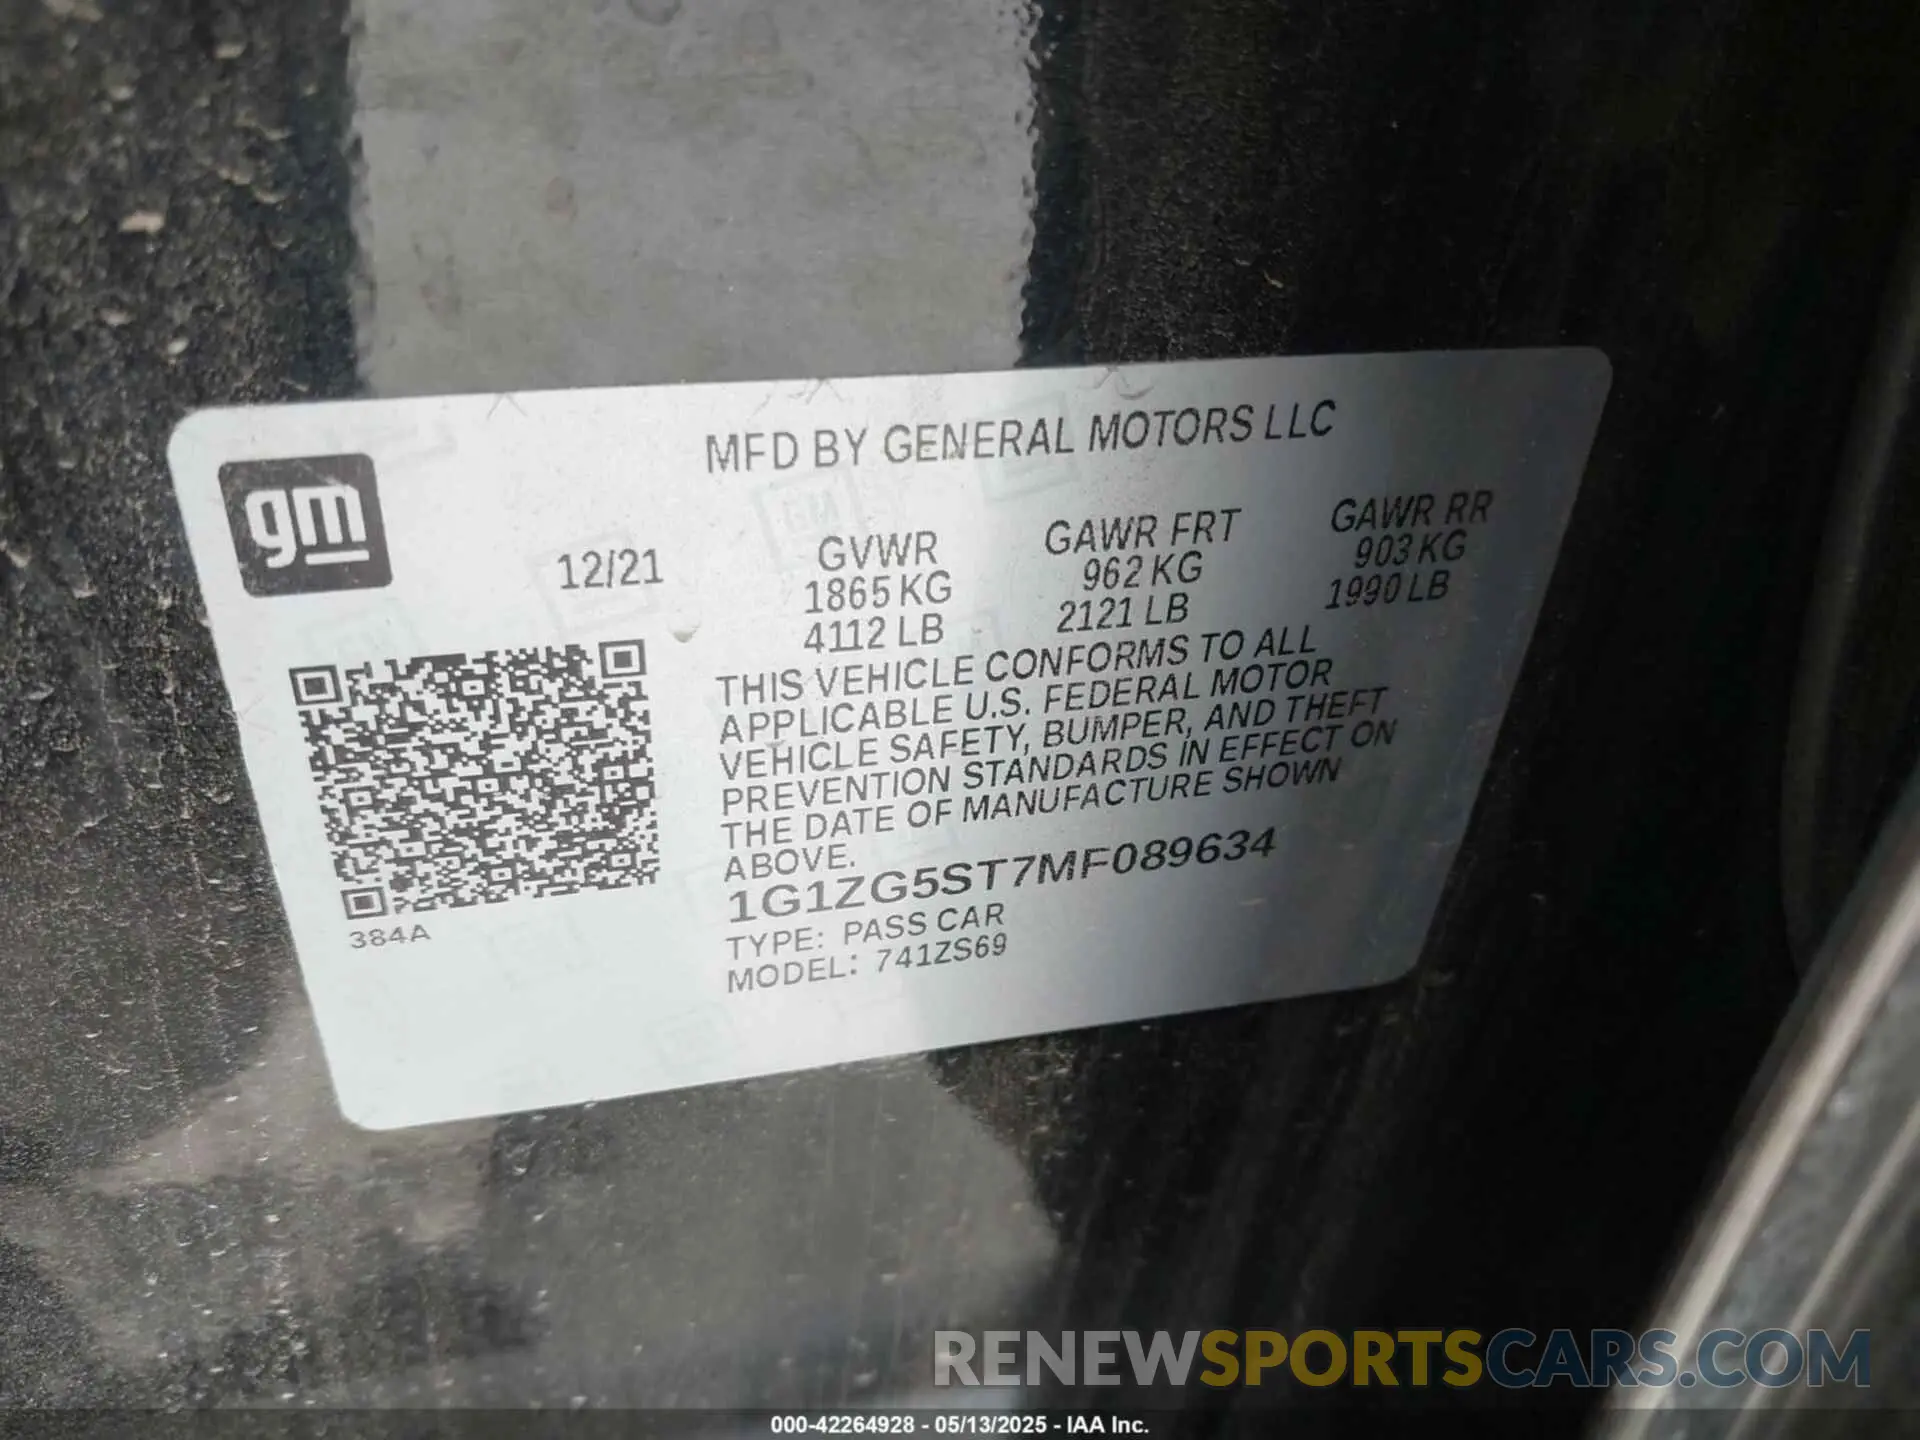 MFD BY GENERAL MOTORS LLC
gm
12/21 GVWR GAWR FRT GAWR RR
1865 KG 962 KG 903 KG
4112 LB 2121 LB 1990 LB
THIS VEHICLE CONFORMS TO ALL
APPLICABLE U.S. FEDERAL MOTOR
VEHICLE SAFETY, BUMPER, AND THEFT
PREVENTION STANDARDS IN EFFECT ON
THE DATE OF MANUFACTURE SHOWN
ABOVE.
1G1ZG5ST7MF089634
384A
TYPE: PASS CAR
MODEL: 741ZS69
RENEWSPORTSCARS.COM
000-42264928 - 05/13/2025 - IAA Inc.